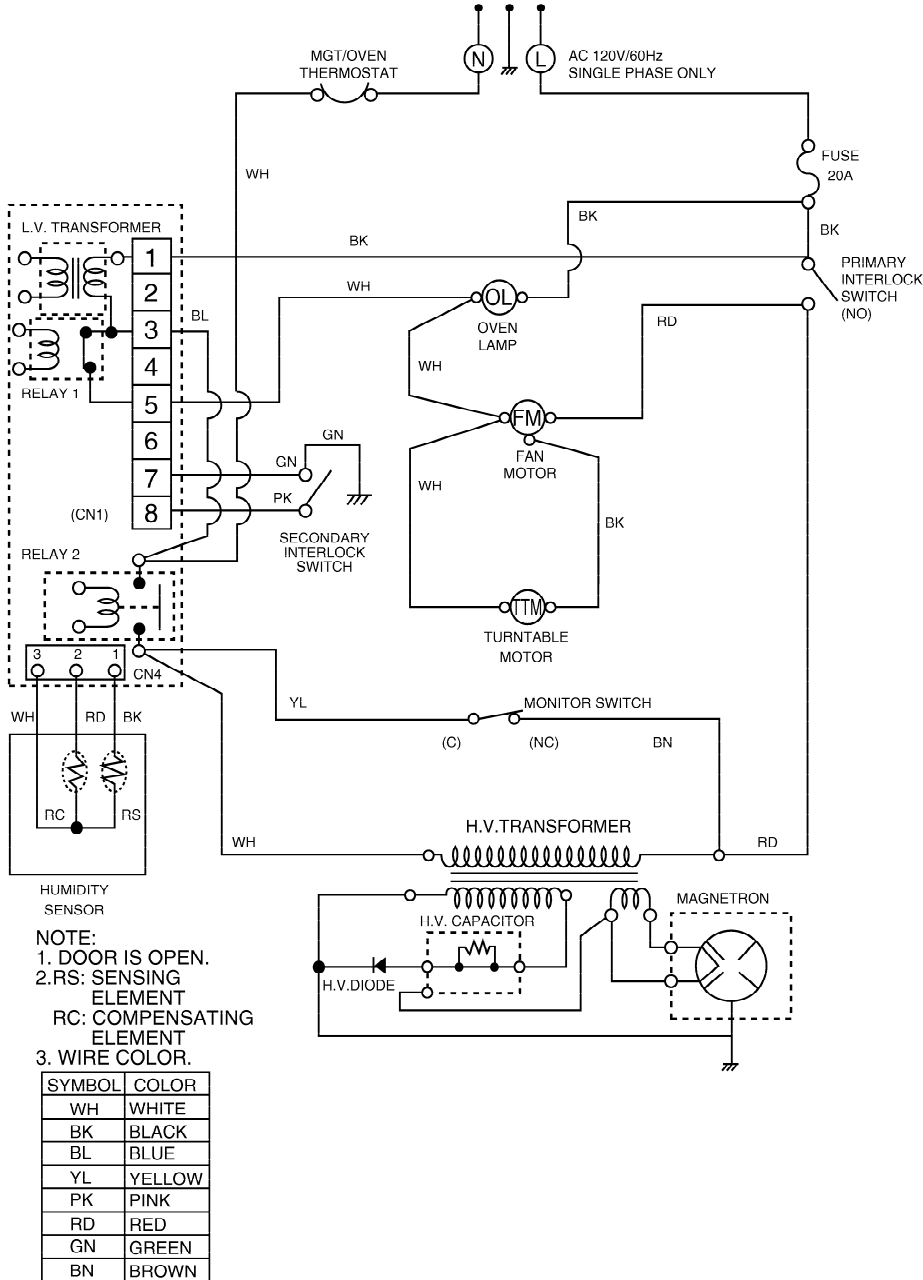 N
L
MGT/OVEN
THERMOSTAT
AC 120V/60Hz
SINGLE PHASE ONLY
WH
FUSE
20A
BK
BK
L.V. TRANSFORMER
BK
1
2
3
4
5
6
7
8
BL
WH
OL
OVEN
LAMP
RD
PRIMARY
INTERLOCK
SWITCH
(NO)
RELAY 1
WH
FM
FAN
MOTOR
GN
GN
PK
(CN1)
WH
BK
SECONDARY
INTERLOCK
SWITCH
RELAY 2
TTM
TURNTABLE
MOTOR
3 2 1
CN4
WH RD BK
YL
MONITOR SWITCH
(C) (NC) BN
RC RS
HUMIDITY
SENSOR
WH
H.V.TRANSFORMER
RD
H.V. CAPACITOR
MAGNETRON
H.V.DIODE
NOTE:
1. DOOR IS OPEN.
2.RS: SENSING
ELEMENT
RC: COMPENSATING
ELEMENT
3. WIRE COLOR.
SYMBOL COLOR
WH WHITE
BK BLACK
BL BLUE
YL YELLOW
PK PINK
RD RED
GN GREEN
BN BROWN